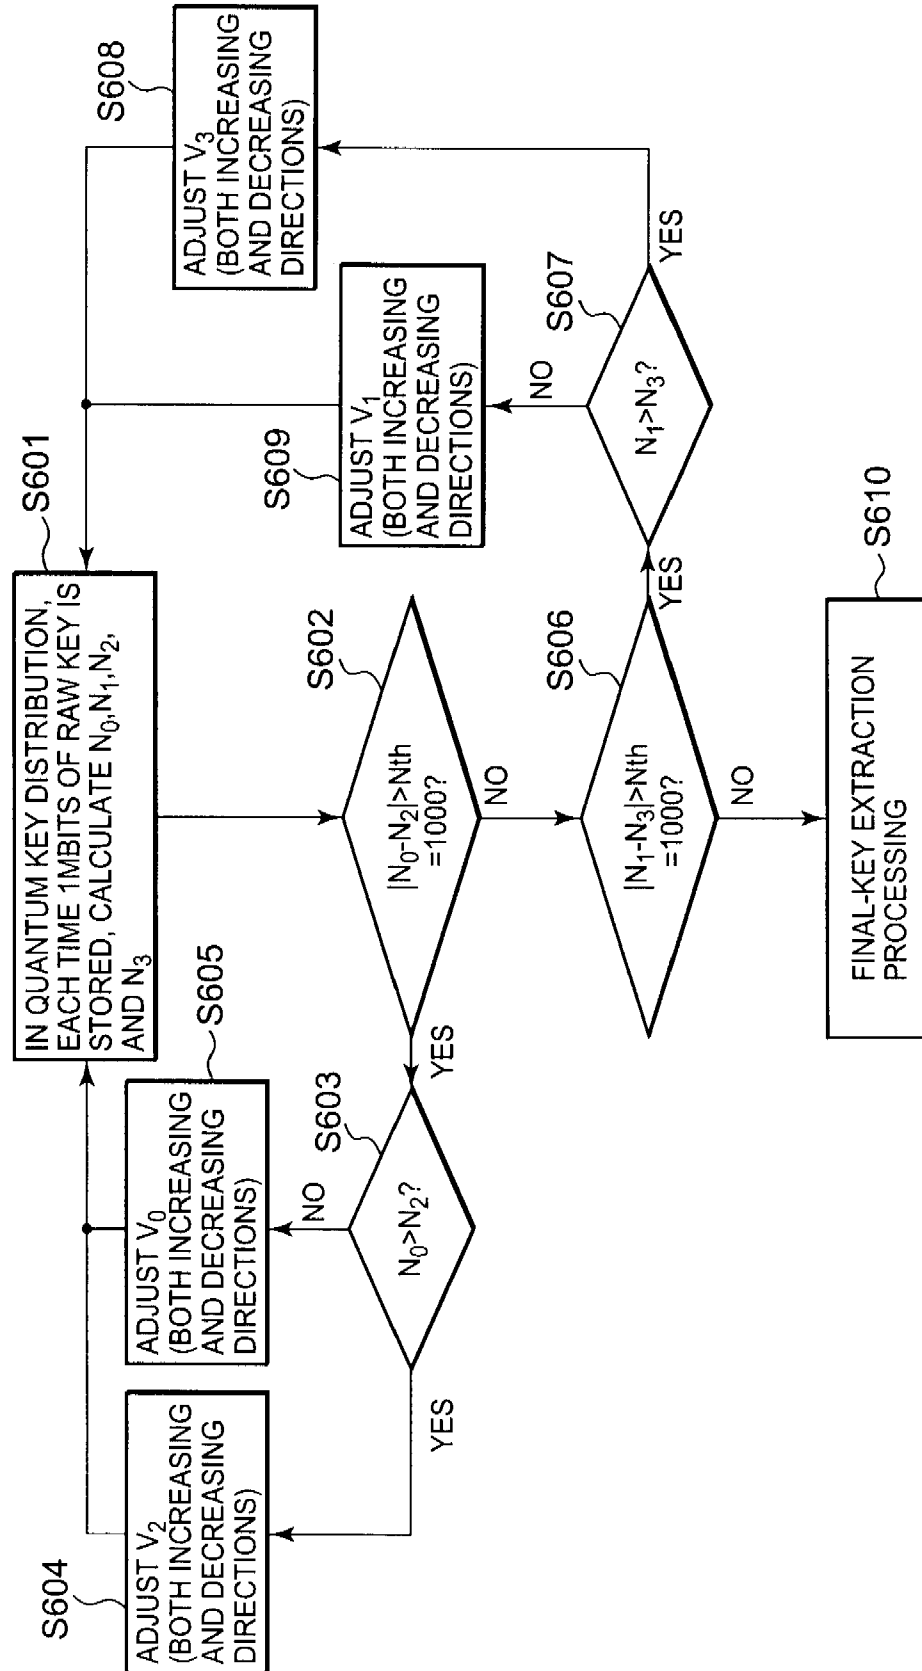 S601
IN QUANTUM KEY DISTRIBUTION,
EACH TIME 1MBITS OF RAW KEY IS
STORED, CALCULATE N0,N1,N2,
AND N3
S602
|N0-N2|>Nth
=1000?
YES
NO
S603
N0>N2?
YES
NO
S604
ADJUST V2
(BOTH INCREASING
AND DECREASING
DIRECTIONS)
S605
ADJUST V0
(BOTH INCREASING
AND DECREASING
DIRECTIONS)
S606
|N1-N3|>Nth
=1000?
YES
NO
S607
N1>N3?
YES
NO
S608
ADJUST V3
(BOTH INCREASING
AND DECREASING
DIRECTIONS)
S609
ADJUST V1
(BOTH INCREASING
AND DECREASING
DIRECTIONS)
S610
FINAL-KEY EXTRACTION
PROCESSING